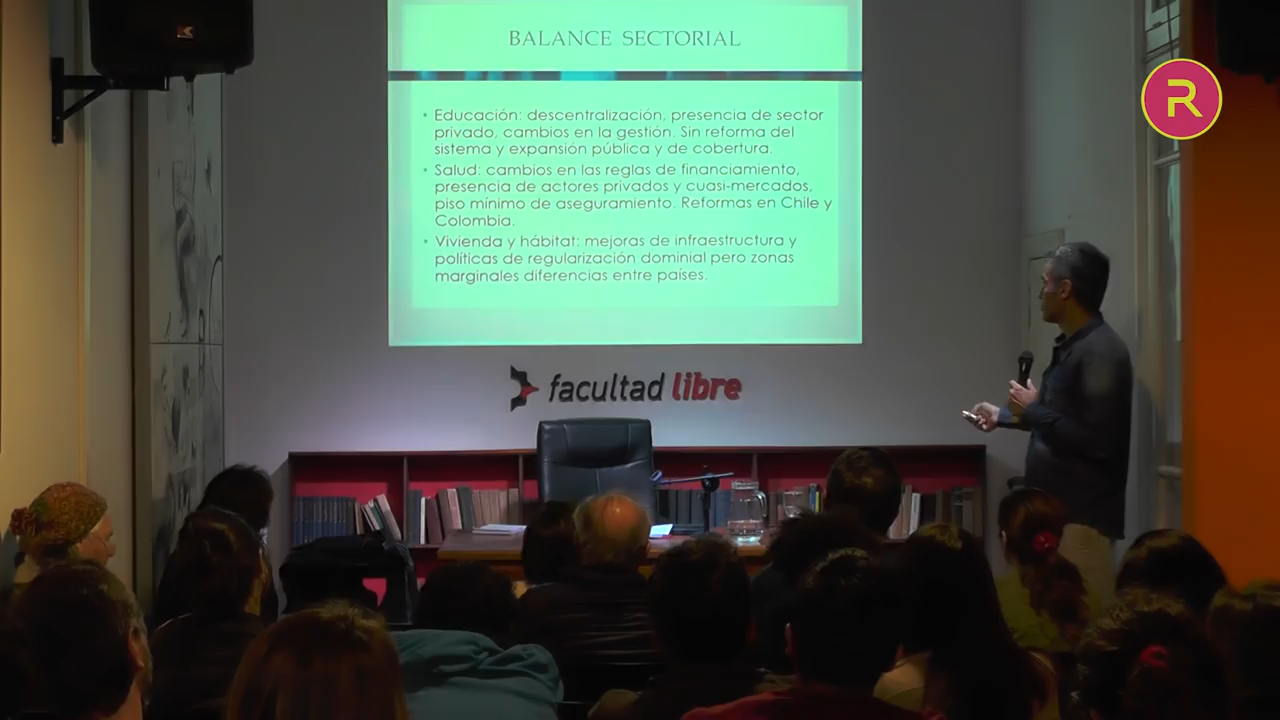 BALANCE SECTORIAL
R
• Educación: descentralización, presencia de sector
privado, cambios en la gestión. Sin reforma del
sistema y expansión pública y de cobertura.
• Salud: cambios en las reglas de financiamiento,
presencia de actores privados y cuasi-mercados,
piso mínimo de aseguramiento. Reformas en Chile y
Colombia.
• Vivienda y hábitat: mejoras de infraestructura y
políticas de regularización dominial pero zonas
marginales diferencias entre países.
facultad libre